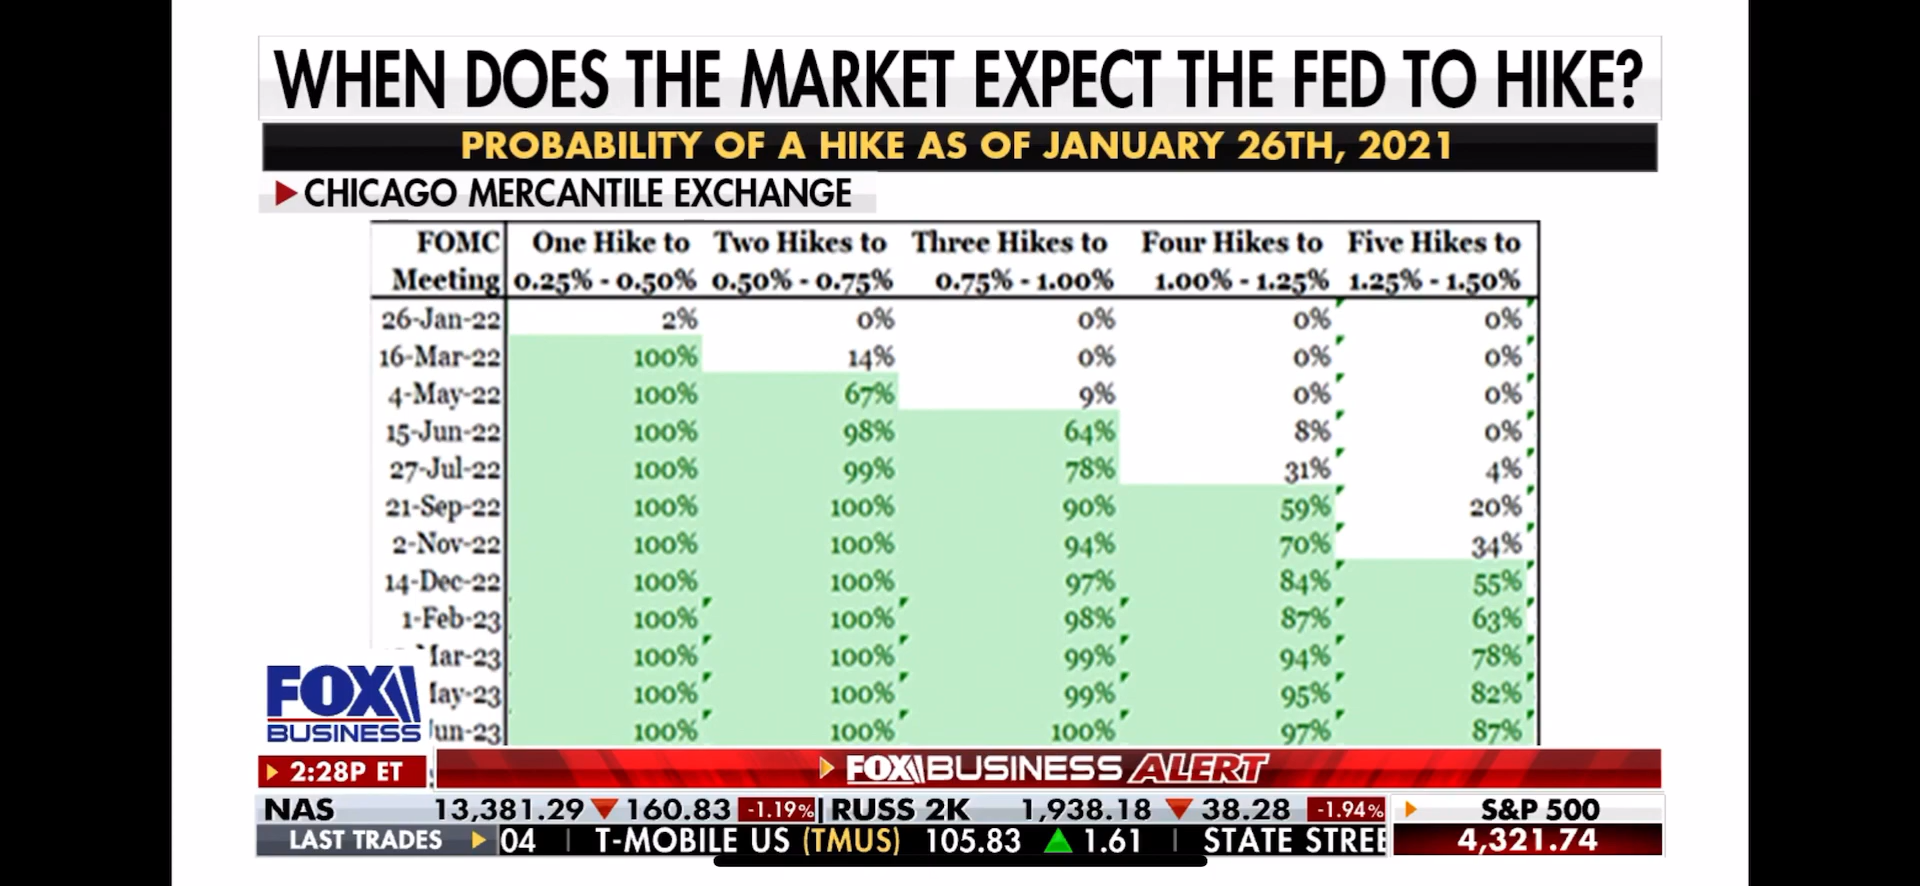 WHEN DOES THE MARKET EXPECT THE FED TO HIKE?
PROBABILITY OF A HIKE AS OF JANUARY 26TH, 2021
CHICAGO MERCANTILE EXCHANGE
FOMC One Hike to Two Hikes to Three Hikes to Four Hikes to Five Hikes to
Meeting 0.25% - 0.50% 0.50% - 0.75% 0.75% - 1.00% 1.00% - 1.25% 1.25% - 1.50%
26-Jan-22 2% 0% 0% 0% 0%
16-Mar-22 100% 14% 0% 0% 0%
4-May-22 100% 67% 9% 0% 0%
15-Jun-22 100% 98% 64% 8% 0%
27-Jul-22 100% 99% 78% 31% 4%
21-Sep-22 100% 100% 90% 59% 20%
2-Nov-22 100% 100% 94% 70% 34%
14-Dec-22 100% 100% 97% 84% 55%
1-Feb-23 100% 100% 98% 87% 63%
Mar-23 100% 100% 99% 94% 78%
ay-23 100% 100% 99% 95% 82%
un-23 100% 100% 100% 97% 87%
FOX
BUSINESS
2:28P ET FOX BUSINESS ALERT
NAS 13,381.29 160.83 -1.19% RUSS 2K 1,938.18 38.28 -1.94% S&P 500
LAST TRADES 04 T-MOBILE US (TMUS) 105.83 1.61 STATE STREE 4,321.74